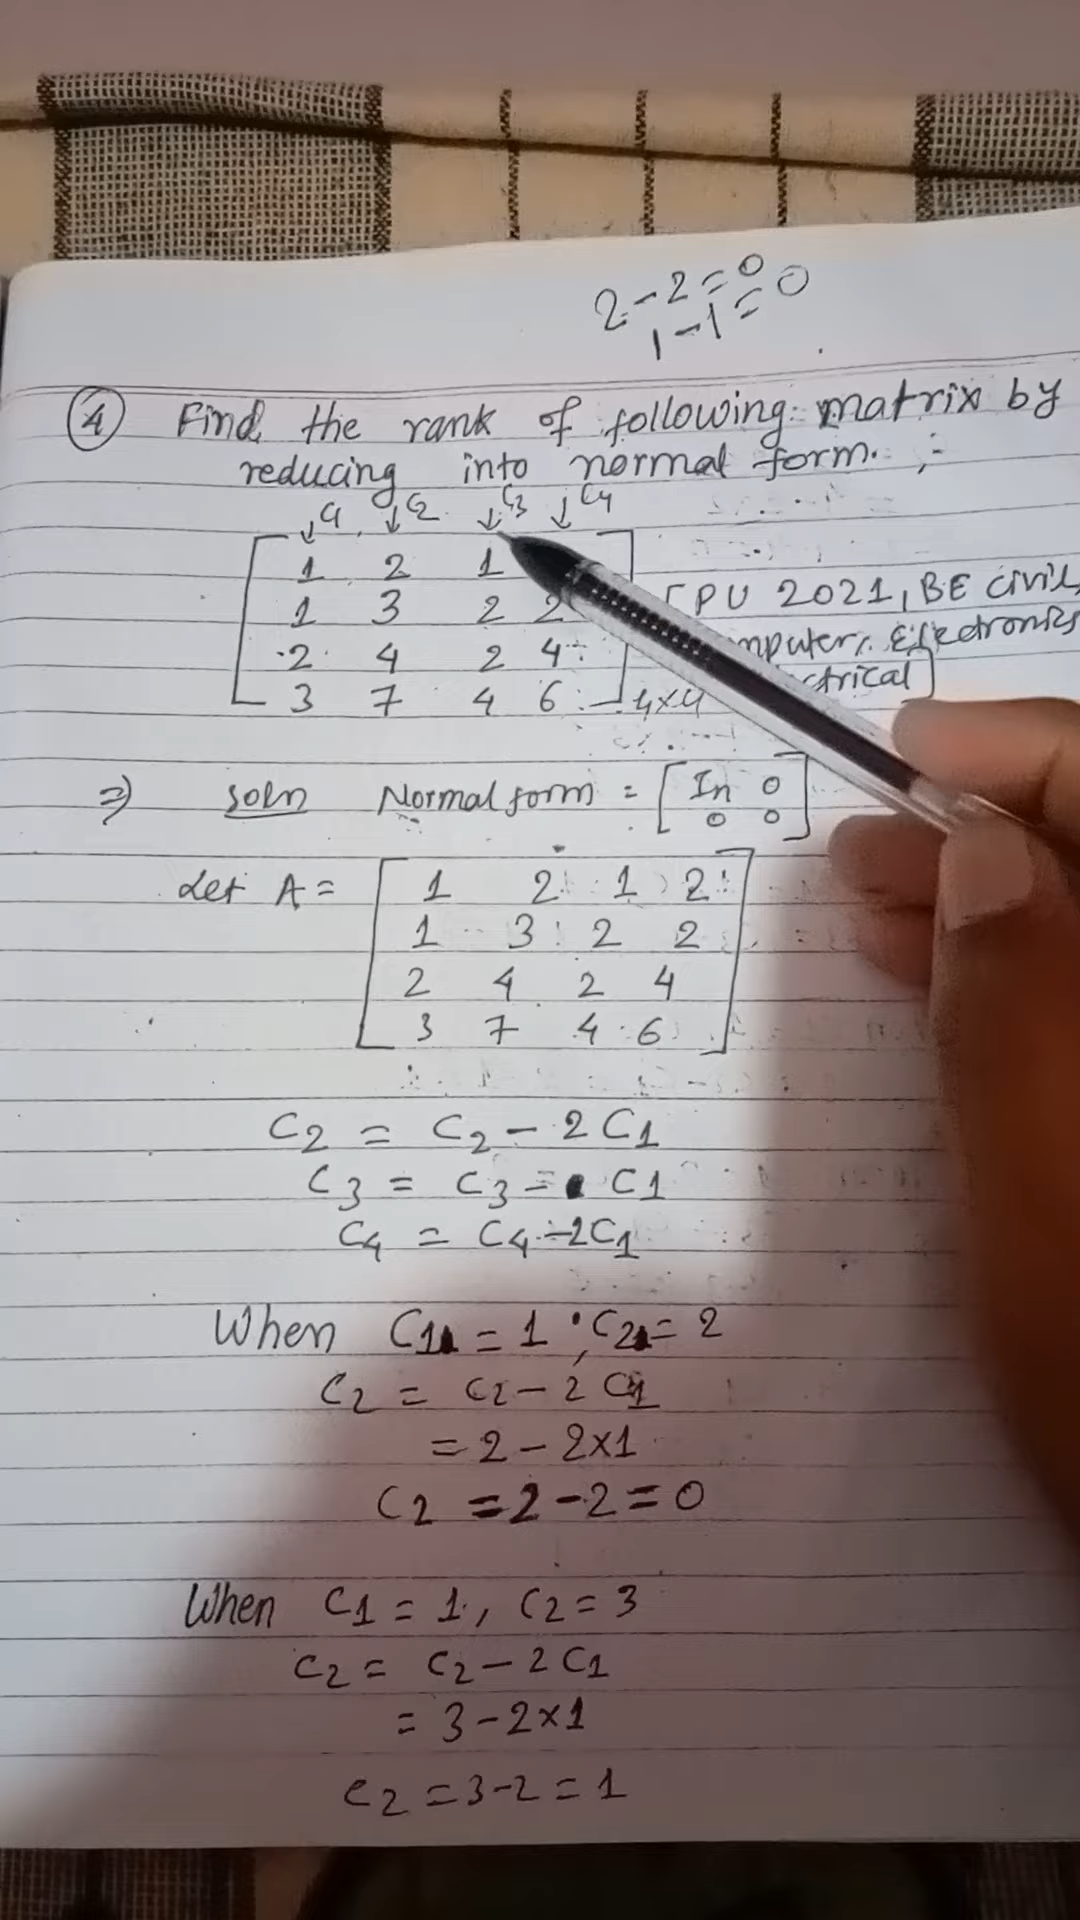 2-2=0
1-1=0
④ Find the rank of following matrix by
reducing into normal form. :-
↓C1 ↓C2 ↓C3 ↓C4
1 2 1
1 3 2 2
2 4 2 4
3 7 4 6 4×4
[PU 2021, BE civil,
mputer, Electronics
ctrical]
⇒) Soln Normal form = [In 0
0 0]
Let A = [1 2 1 2
1 3 2 2
2 4 2 4
3 7 4 6]
C2 = C2 - 2C1
C3 = C3 - C1
C4 = C4 - 2C1
When C1 = 1, C2 = 2
C2 = C2 - 2C1
= 2 - 2×1
C2 = 2-2=0
When C1 = 1, C2 = 3
C2 = C2 - 2C1
= 3 - 2×1
C2 = 3-2 = 1